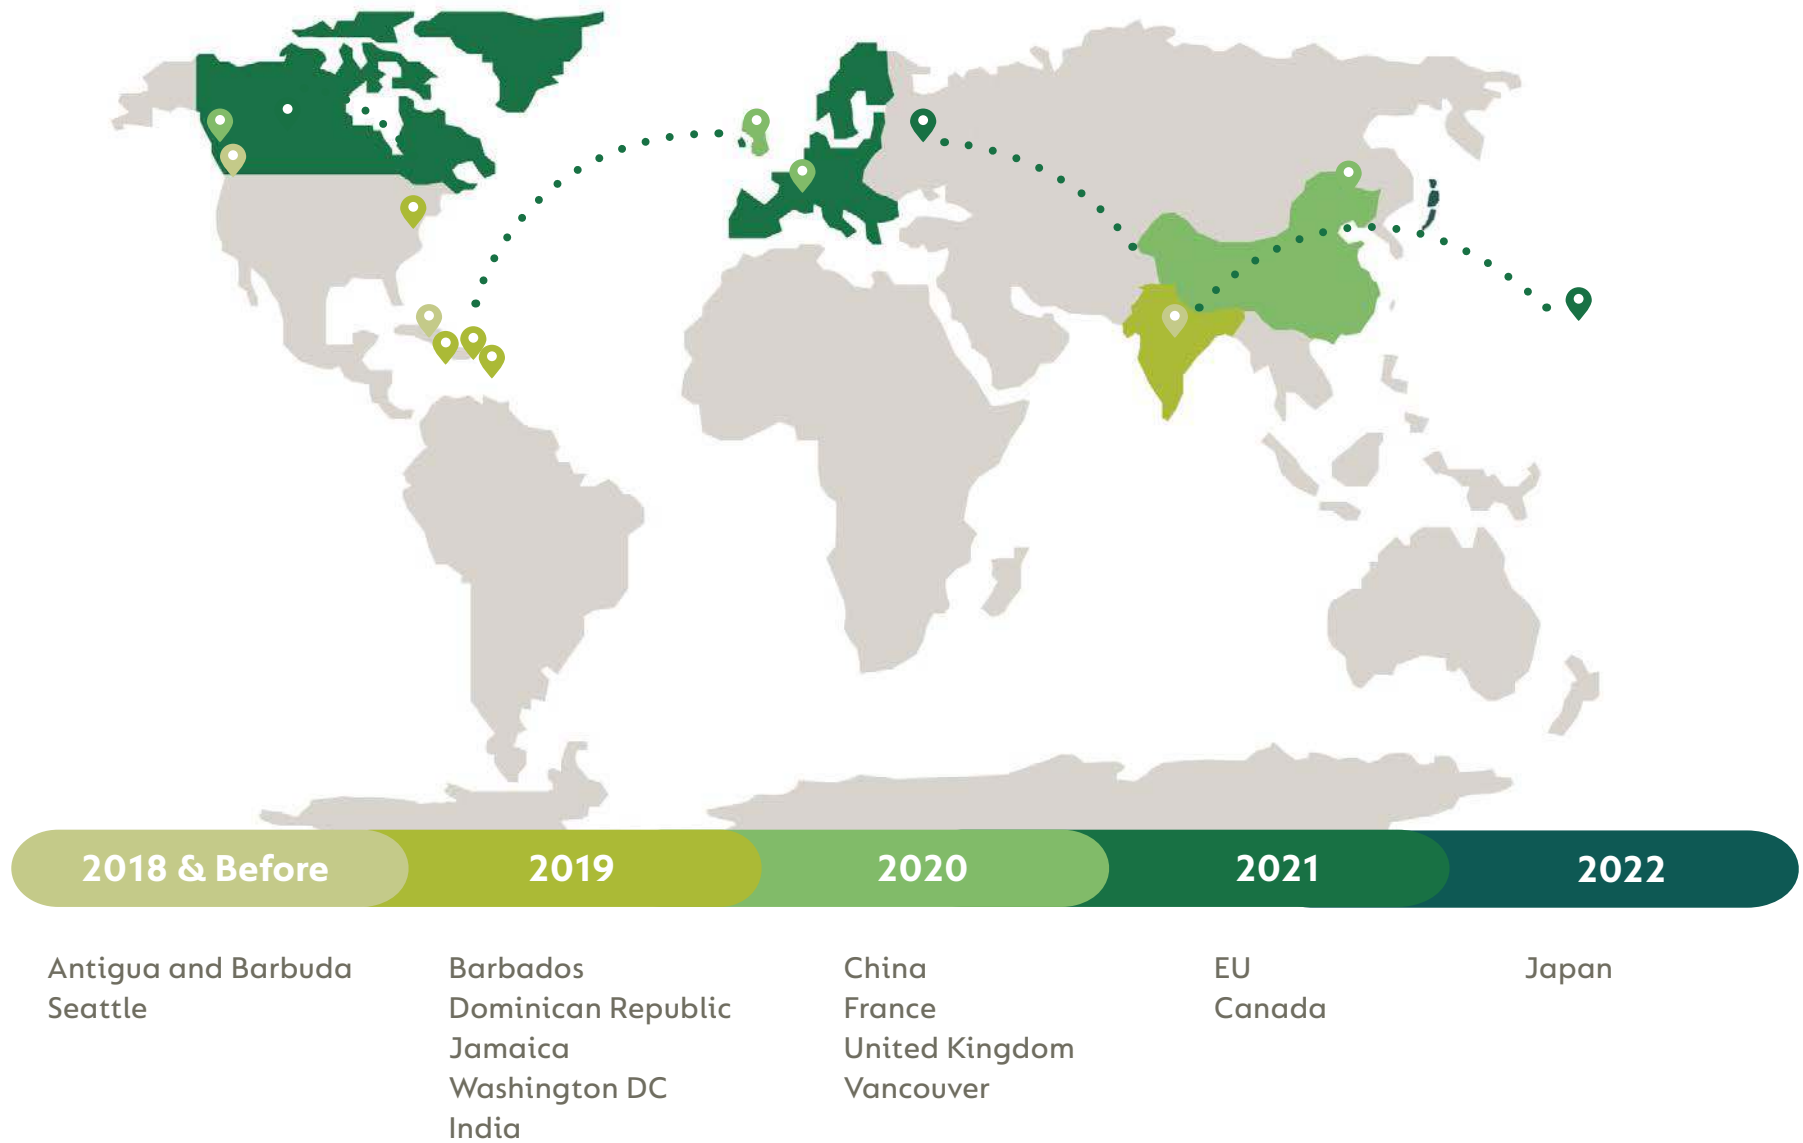 2018 & Before
2019
2020
2021
2022
Antigua and Barbuda
Seattle
Barbados
Dominican Republic
Jamaica
Washington DC
India
China
France
United Kingdom
Vancouver
EU
Canada
Japan